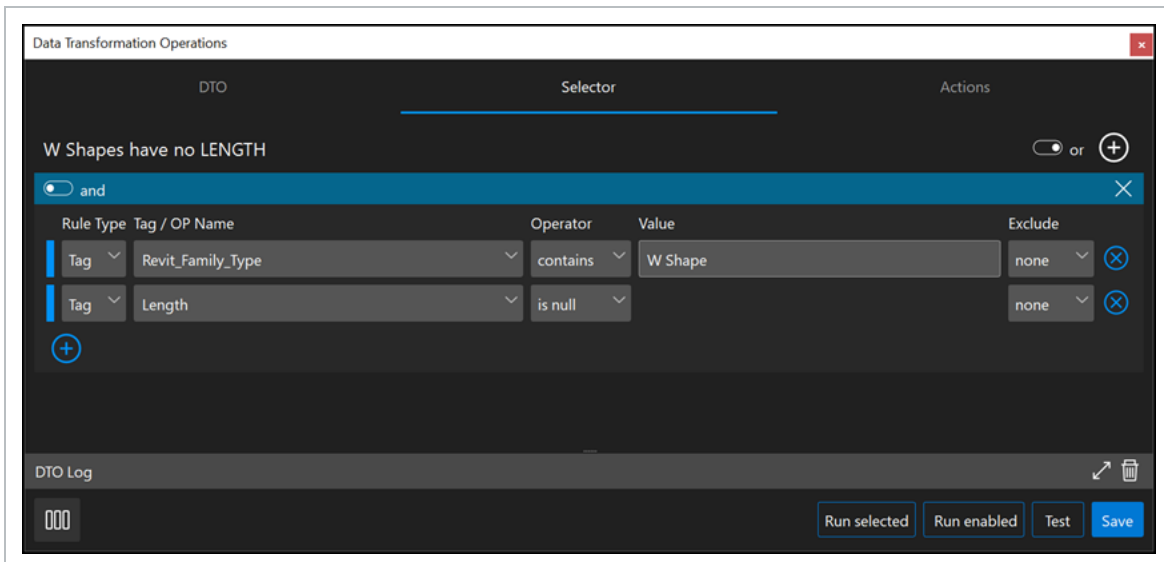 Data Transformation Operations
DTO Selector Actions
W Shapes have no LENGTH or
and
Rule Type Tag / OP Name Operator Value Exclude
Tag Revit_Family_Type contains W Shape none
Tag Length is null none
DTO Log
Run selected Run enabled Test Save